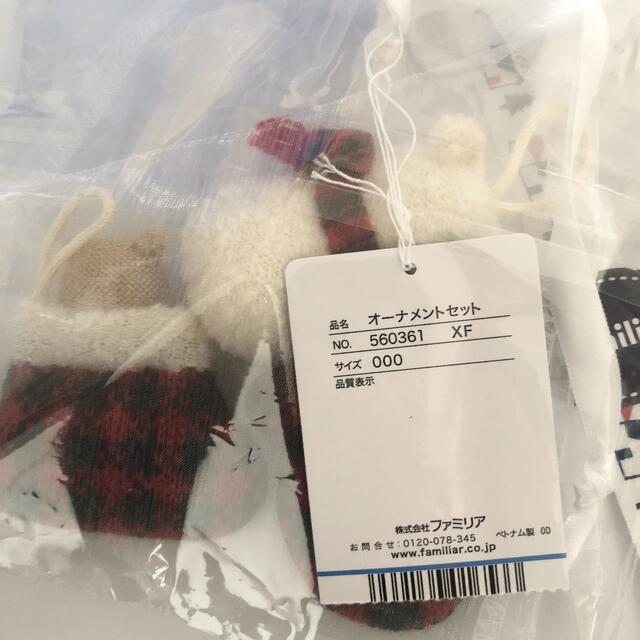 品名 オーナメントセット
NO. 560361 XF
サイズ 000
品質表示
株式会社ファミリア
お問合せ:0120-078-345 ベトナム製 0D
www.familiar.co.jp
ili